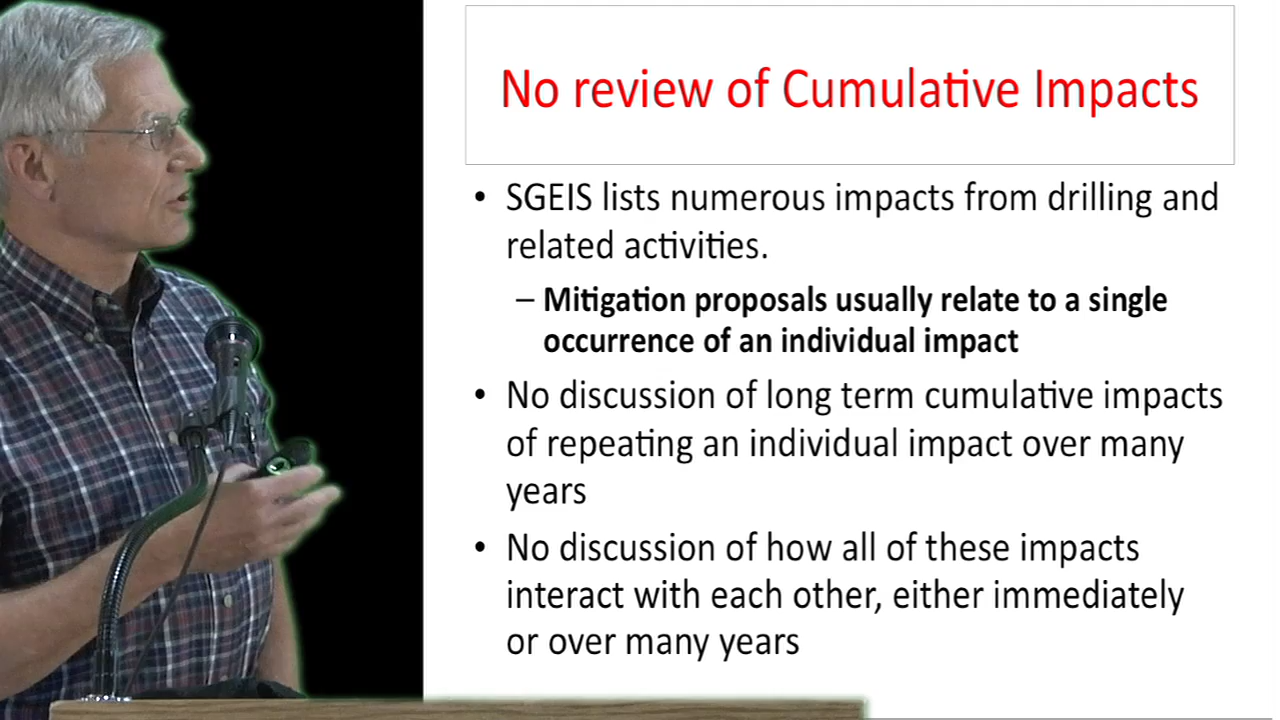 No review of Cumulative Impacts
• SGEIS lists numerous impacts from drilling and
related activities.
– Mitigation proposals usually relate to a single
occurrence of an individual impact
• No discussion of long term cumulative impacts
of repeating an individual impact over many
years
• No discussion of how all of these impacts
interact with each other, either immediately
or over many years